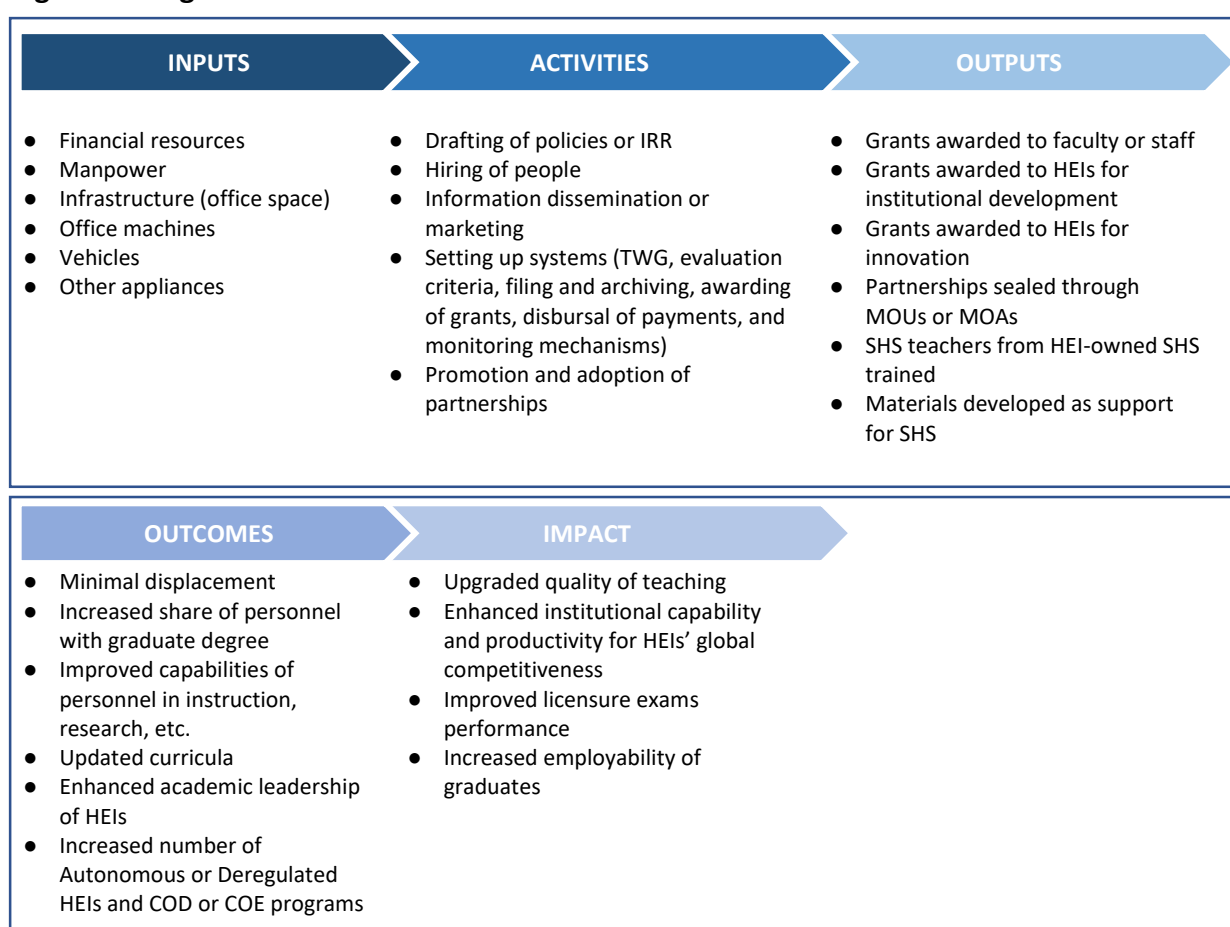 INPUTS
● Financial resources
● Manpower
● Infrastructure (office space)
● Office machines
● Vehicles
● Other appliances
ACTIVITIES
● Drafting of policies or IRR
● Hiring of people
● Information dissemination or
marketing
● Setting up systems (TWG, evaluation
criteria, filing and archiving, awarding
of grants, disbursal of payments, and
monitoring mechanisms)
● Promotion and adoption of
partnerships
OUTPUTS
● Grants awarded to faculty or staff
● Grants awarded to HEIs for
institutional development
● Grants awarded to HEIs for
innovation
● Partnerships sealed through
MOUs or MOAs
● SHS teachers from HEI-owned SHS
trained
● Materials developed as support
for SHS
OUTCOMES
● Minimal displacement
● Increased share of personnel
with graduate degree
● Improved capabilities of
personnel in instruction,
research, etc.
● Updated curricula
● Enhanced academic leadership
of HEIs
● Increased number of
Autonomous or Deregulated
HEIs and COD or COE programs
IMPACT
● Upgraded quality of teaching
● Enhanced institutional capability
and productivity for HEIs’ global
competitiveness
● Improved licensure exams
performance
● Increased employability of
graduates